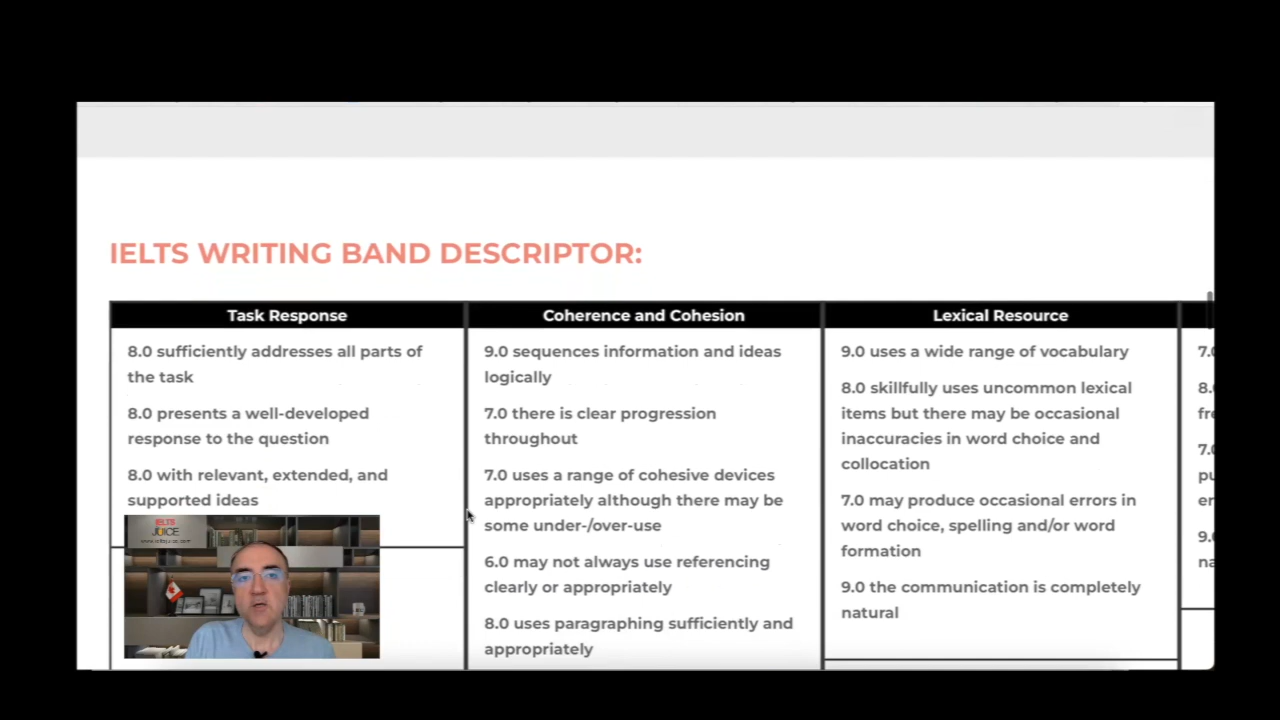 IELTS WRITING BAND DESCRIPTOR:
Task Response
8.0 sufficiently addresses all parts of
the task
8.0 presents a well-developed
response to the question
8.0 with relevant, extended, and
supported ideas
Coherence and Cohesion
9.0 sequences information and ideas
logically
7.0 there is clear progression
throughout
7.0 uses a range of cohesive devices
appropriately although there may be
some under-/over-use
6.0 may not always use referencing
clearly or appropriately
8.0 uses paragraphing sufficiently and
appropriately
Lexical Resource
9.0 uses a wide range of vocabulary
8.0 skillfully uses uncommon lexical
items but there may be occasional
inaccuracies in word choice and
collocation
7.0 may produce occasional errors in
word choice, spelling and/or word
formation
9.0 the communication is completely
natural
IELTS
JUICE